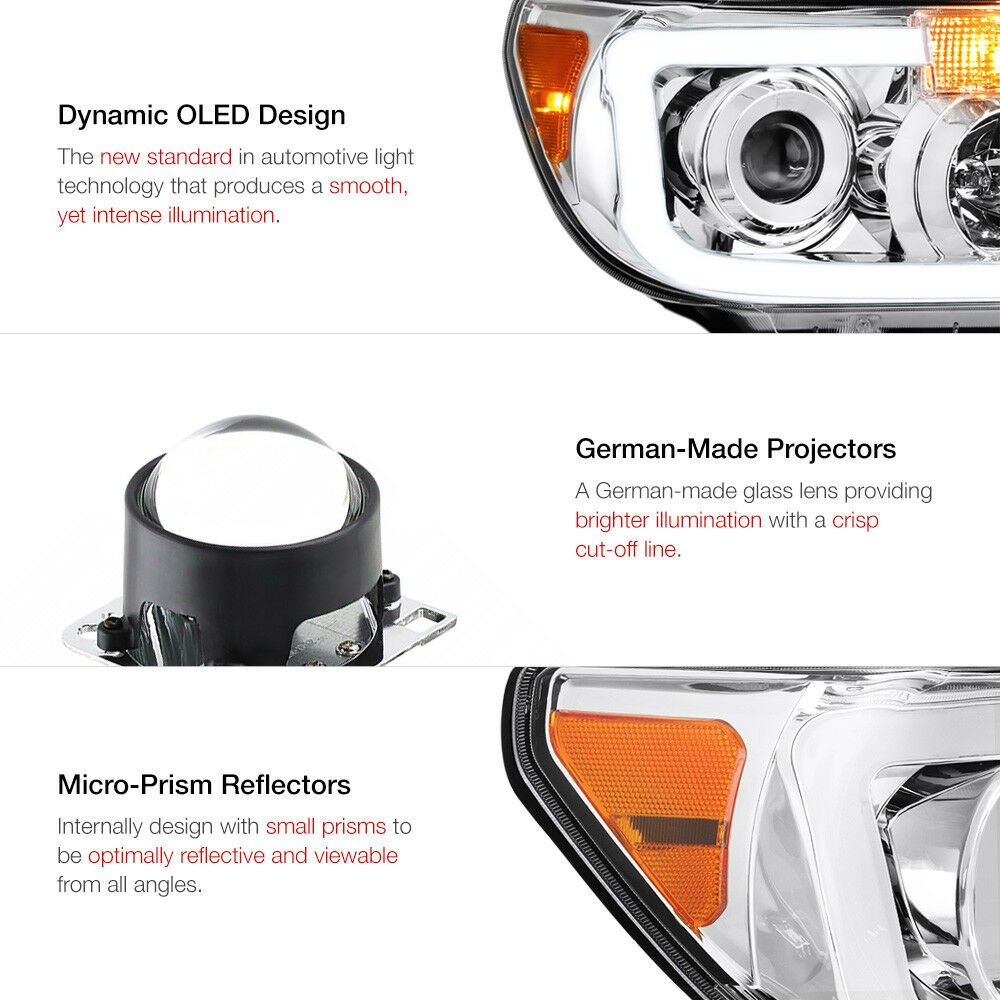 Dynamic OLED Design
The new standard in automotive light
technology that produces a smooth,
yet intense illumination.
German-Made Projectors
A German-made glass lens providing
brighter illumination with a crisp
cut-off line.
Micro-Prism Reflectors
Internally design with small prisms to
be optimally reflective and viewable
from all angles.